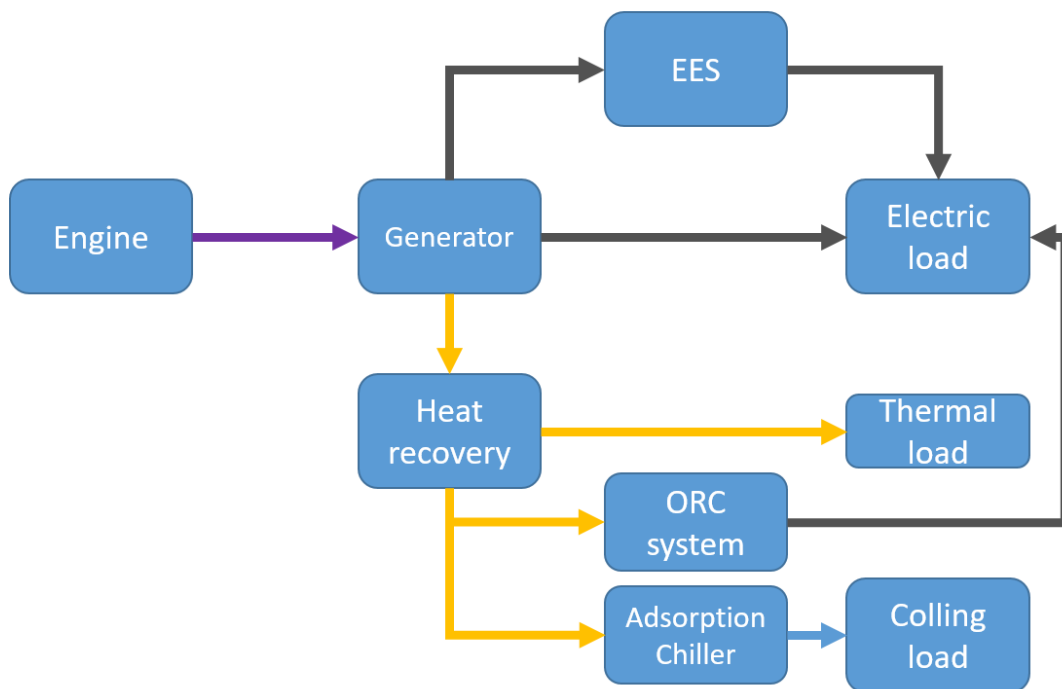 EES
Engine
Generator
Electric
load
Heat
recovery
Thermal
load
ORC
system
Adsorption
Chiller
Colling
load